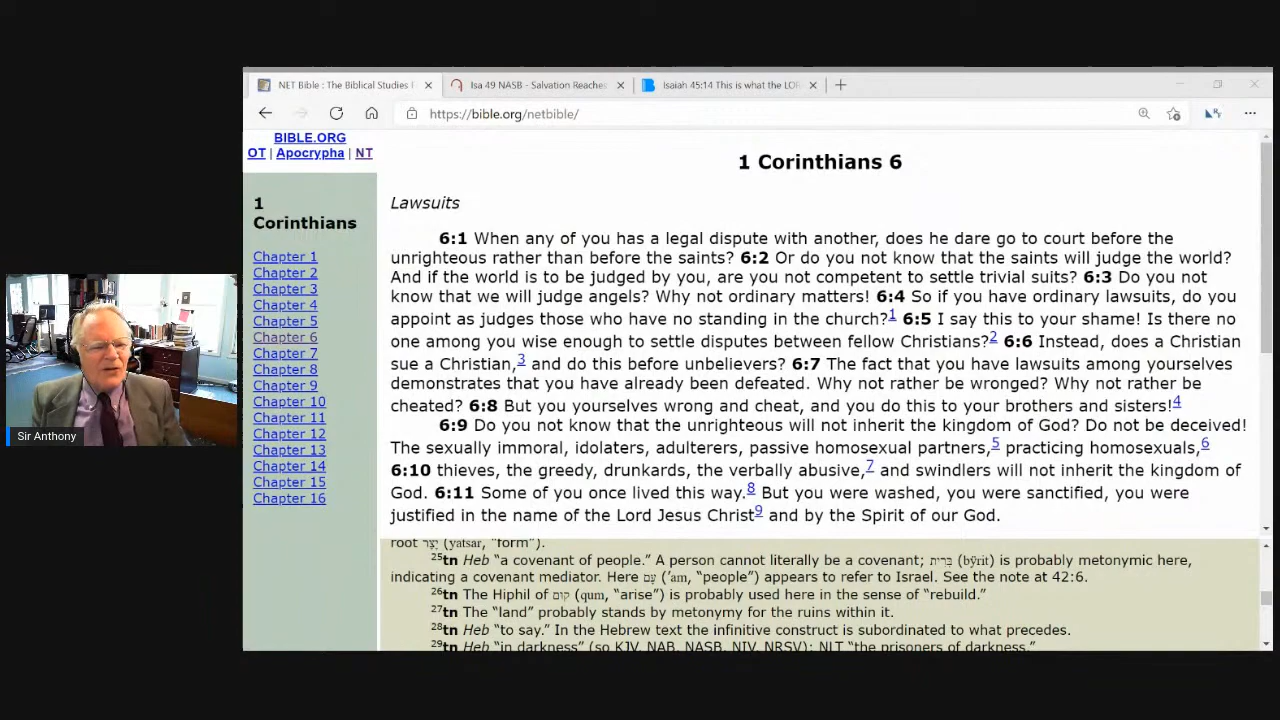 NET Bible : The Biblical Studies
Isa 49 NASB - Salvation Reaches
Isaiah 45:14 This is what the LOR
https://bible.org/netbible/
BIBLE.ORG
OT | Apocrypha | NT
1
Corinthians
Chapter 1
Chapter 2
Chapter 3
Chapter 4
Chapter 5
Chapter 6
Chapter 7
Chapter 8
Chapter 9
Chapter 10
Chapter 11
Chapter 12
Chapter 13
Chapter 14
Chapter 15
Chapter 16
1 Corinthians 6
Lawsuits
6:1 When any of you has a legal dispute with another, does he dare go to court before the
unrighteous rather than before the saints? 6:2 Or do you not know that the saints will judge the world?
And if the world is to be judged by you, are you not competent to settle trivial suits? 6:3 Do you not
know that we will judge angels? Why not ordinary matters! 6:4 So if you have ordinary lawsuits, do you
appoint as judges those who have no standing in the church?1 6:5 I say this to your shame! Is there no
one among you wise enough to settle disputes between fellow Christians?2 6:6 Instead, does a Christian
sue a Christian,3 and do this before unbelievers? 6:7 The fact that you have lawsuits among yourselves
demonstrates that you have already been defeated. Why not rather be wronged? Why not rather be
cheated? 6:8 But you yourselves wrong and cheat, and you do this to your brothers and sisters!4
6:9 Do you not know that the unrighteous will not inherit the kingdom of God? Do not be deceived!
The sexually immoral, idolaters, adulterers, passive homosexual partners,5 practicing homosexuals,6
6:10 thieves, the greedy, drunkards, the verbally abusive,7 and swindlers will not inherit the kingdom of
God. 6:11 Some of you once lived this way.8 But you were washed, you were sanctified, you were
justified in the name of the Lord Jesus Christ9 and by the Spirit of our God.
root יָצַר (yatsar, “form”).
25tn Heb “a covenant of people.” A person cannot literally be a covenant; בְּרִית (bÿrit) is probably metonymic here,
indicating a covenant mediator. Here עָם (’am, “people”) appears to refer to Israel. See the note at 42:6.
26tn The Hiphil of קוּם (qum, “arise”) is probably used here in the sense of “rebuild.”
27tn The “land” probably stands by metonymy for the ruins within it.
28tn Heb “to say.” In the Hebrew text the infinitive construct is subordinated to what precedes.
29tn Heb “in darkness” (so KJV, NAB, NASB, NIV, NRSV); NLT “the prisoners of darkness.”
Sir Anthony